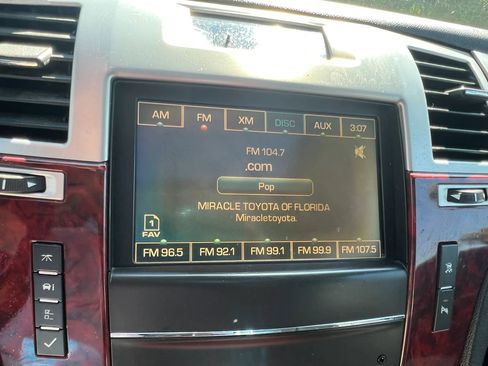 AM FM XM DISC AUX 3:07
FM 104.7
.com
Pop
MIRACLE TOYOTA OF FLORIDA
Miracletoyota.
1
FAV
FM 96.5 FM 92.1 FM 99.1 FM 99.9 FM 107.5